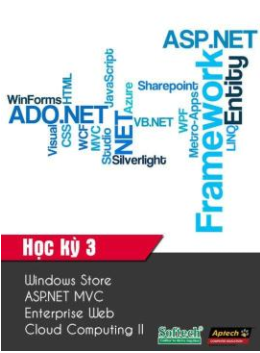 ASP.NET
JavaScript
HTML
Azure
Sharepoint
Framework
Entity
WinForms
ADO.NET
Visual
CSS
WCF
MVC
Studio
.NET
VB.NET
WPF
Metro-Apps
LINQ
Silverlight
Học kỳ 3
Windows Store
ASP.NET MVC
Enterprise Web
Cloud Computing II
Softech
Aptech